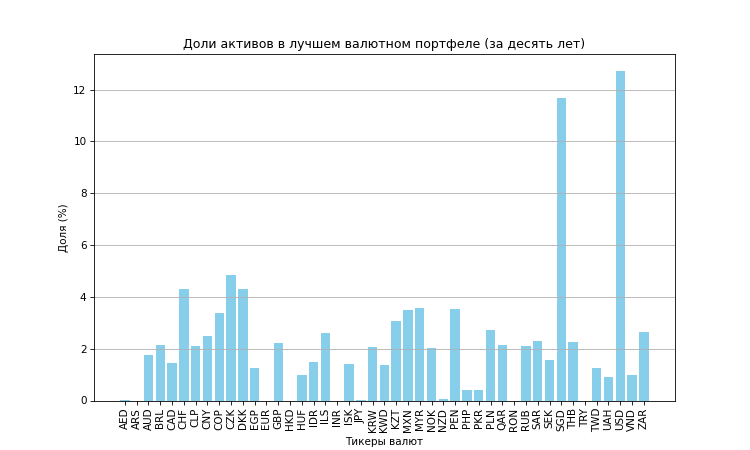 Доли активов в лучшем валютном портфеле (за десять лет)
12
10
8
6
4
2
0
Доля (%)
AED
ARS
AUD
BRL
CAD
CHF
CLP
CNY
COP
CZK
DKK
EGP
EUR
GBP
HKD
HUF
IDR
ILS
INR
ISK
JPY
KRW
KWD
KZT
MXN
MYR
NOK
NZD
PEN
PHP
PKR
PLN
QAR
RON
RUB
SAR
SEK
SGD
THB
TRY
TWD
UAH
USD
VND
ZAR
Тикеры валют